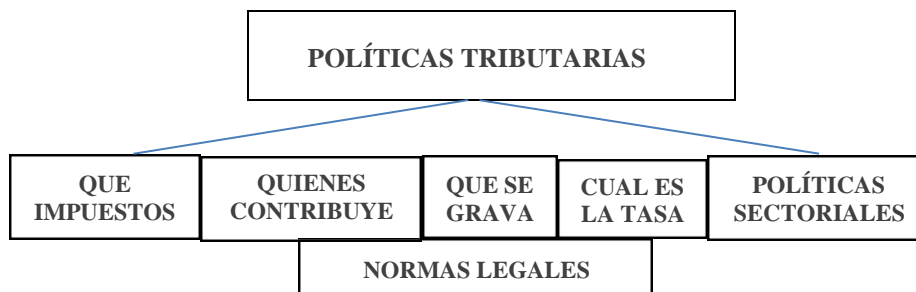 POLÍTICAS TRIBUTARIAS
QUE
IMPUESTOS
QUIENES
CONTRIBUYE
QUE SE
GRAVA
CUAL ES
LA TASA
POLÍTICAS
SECTORIALES
NORMAS LEGALES